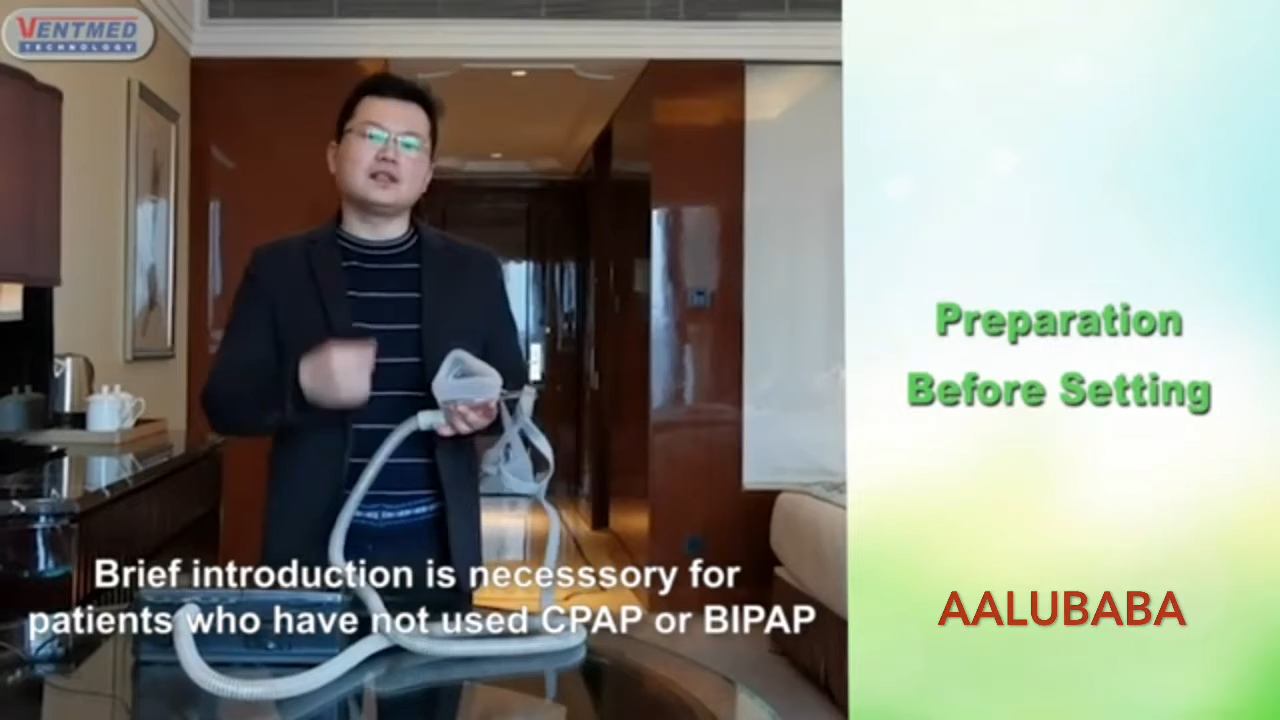 VENTMED
TECHNOLOGY
Brief introduction is necesssory for
patients who have not used CPAP or BIPAP
Preparation
Before Setting
AALUBABA